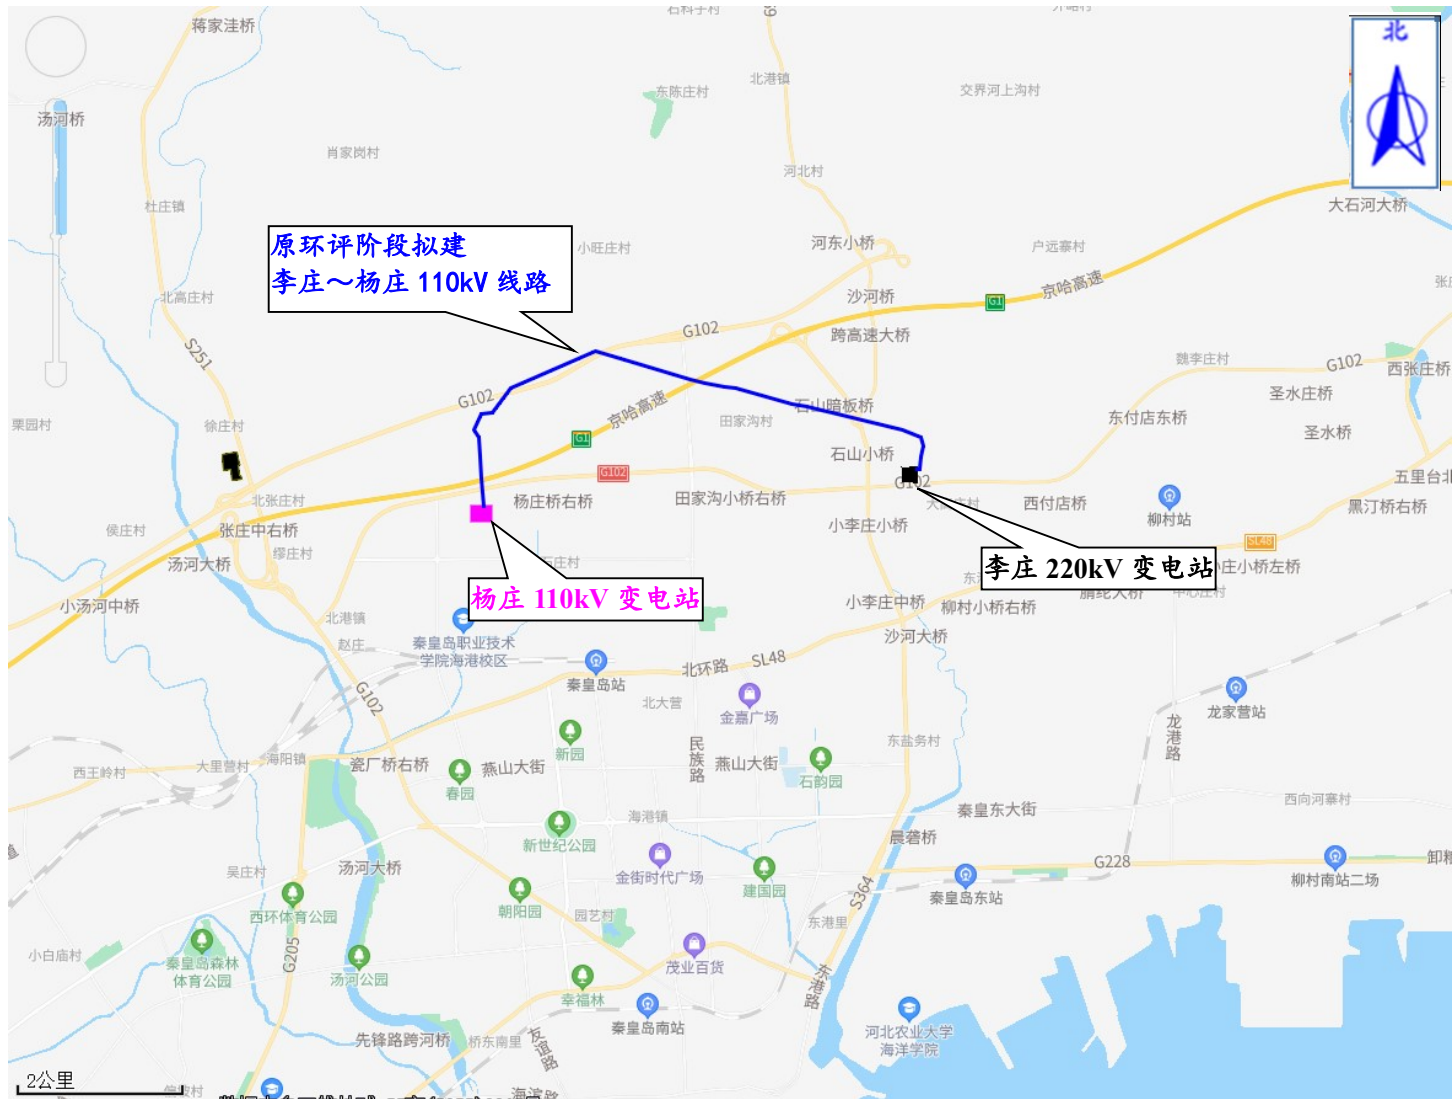 蒋家洼桥
69
北
北港镇
东陈庄村
交界河上沟村
汤河桥
肖家岗村
河北村
杜庄镇
大石河大桥
原环评阶段拟建
李庄～杨庄 110kV 线路
小旺庄村
河东小桥
户远寨村
京哈高速
北高庄村
沙河桥
G1
G102
跨高速大桥
S251
魏李庄村
G102
西张庄桥
圣水庄桥
G102
京哈高速
石山暗板桥
东付店东桥
栗园村
徐庄村
田家沟村
圣水桥
G1
石山小桥
G102
五里台北
G102
北张庄村
杨庄桥右桥
田家沟小桥右桥
西付店桥
柳村站
黑汀桥右桥
侯庄村
张庄中右桥
小李庄小桥
缪庄村
汤河大桥
SL48
李庄 220kV 变电站
庄小桥左桥
杨庄 110kV 变电站
小汤河中桥
北港镇
小李庄中桥
柳村小桥右桥
赵庄
秦皇岛职业技术
学院海港校区
沙河大桥
北环路
SL48
秦皇岛站
G102
北大营
金嘉广场
龙家营站
新园
民族路
东盐务村
龙港路
海阳镇
西王岭村
大里营村
瓷厂桥右桥
燕山大街
燕山大街
春园
石韵园
西向河寨村
海港镇
秦皇东大街
新世纪公园
晨砻桥
汤河大桥
G228
吴庄村
金街时代广场
建国园
S364
秦皇岛东站
柳村南站二场
西环体育公园
朝阳园
园艺村
东港里
G205
小白庙村
秦皇岛森林
体育公园
汤河公园
茂业百货
东港路
幸福林
秦皇岛南站
河北农业大学
海洋学院
先锋路跨河桥
桥东南里
友谊路
2公里